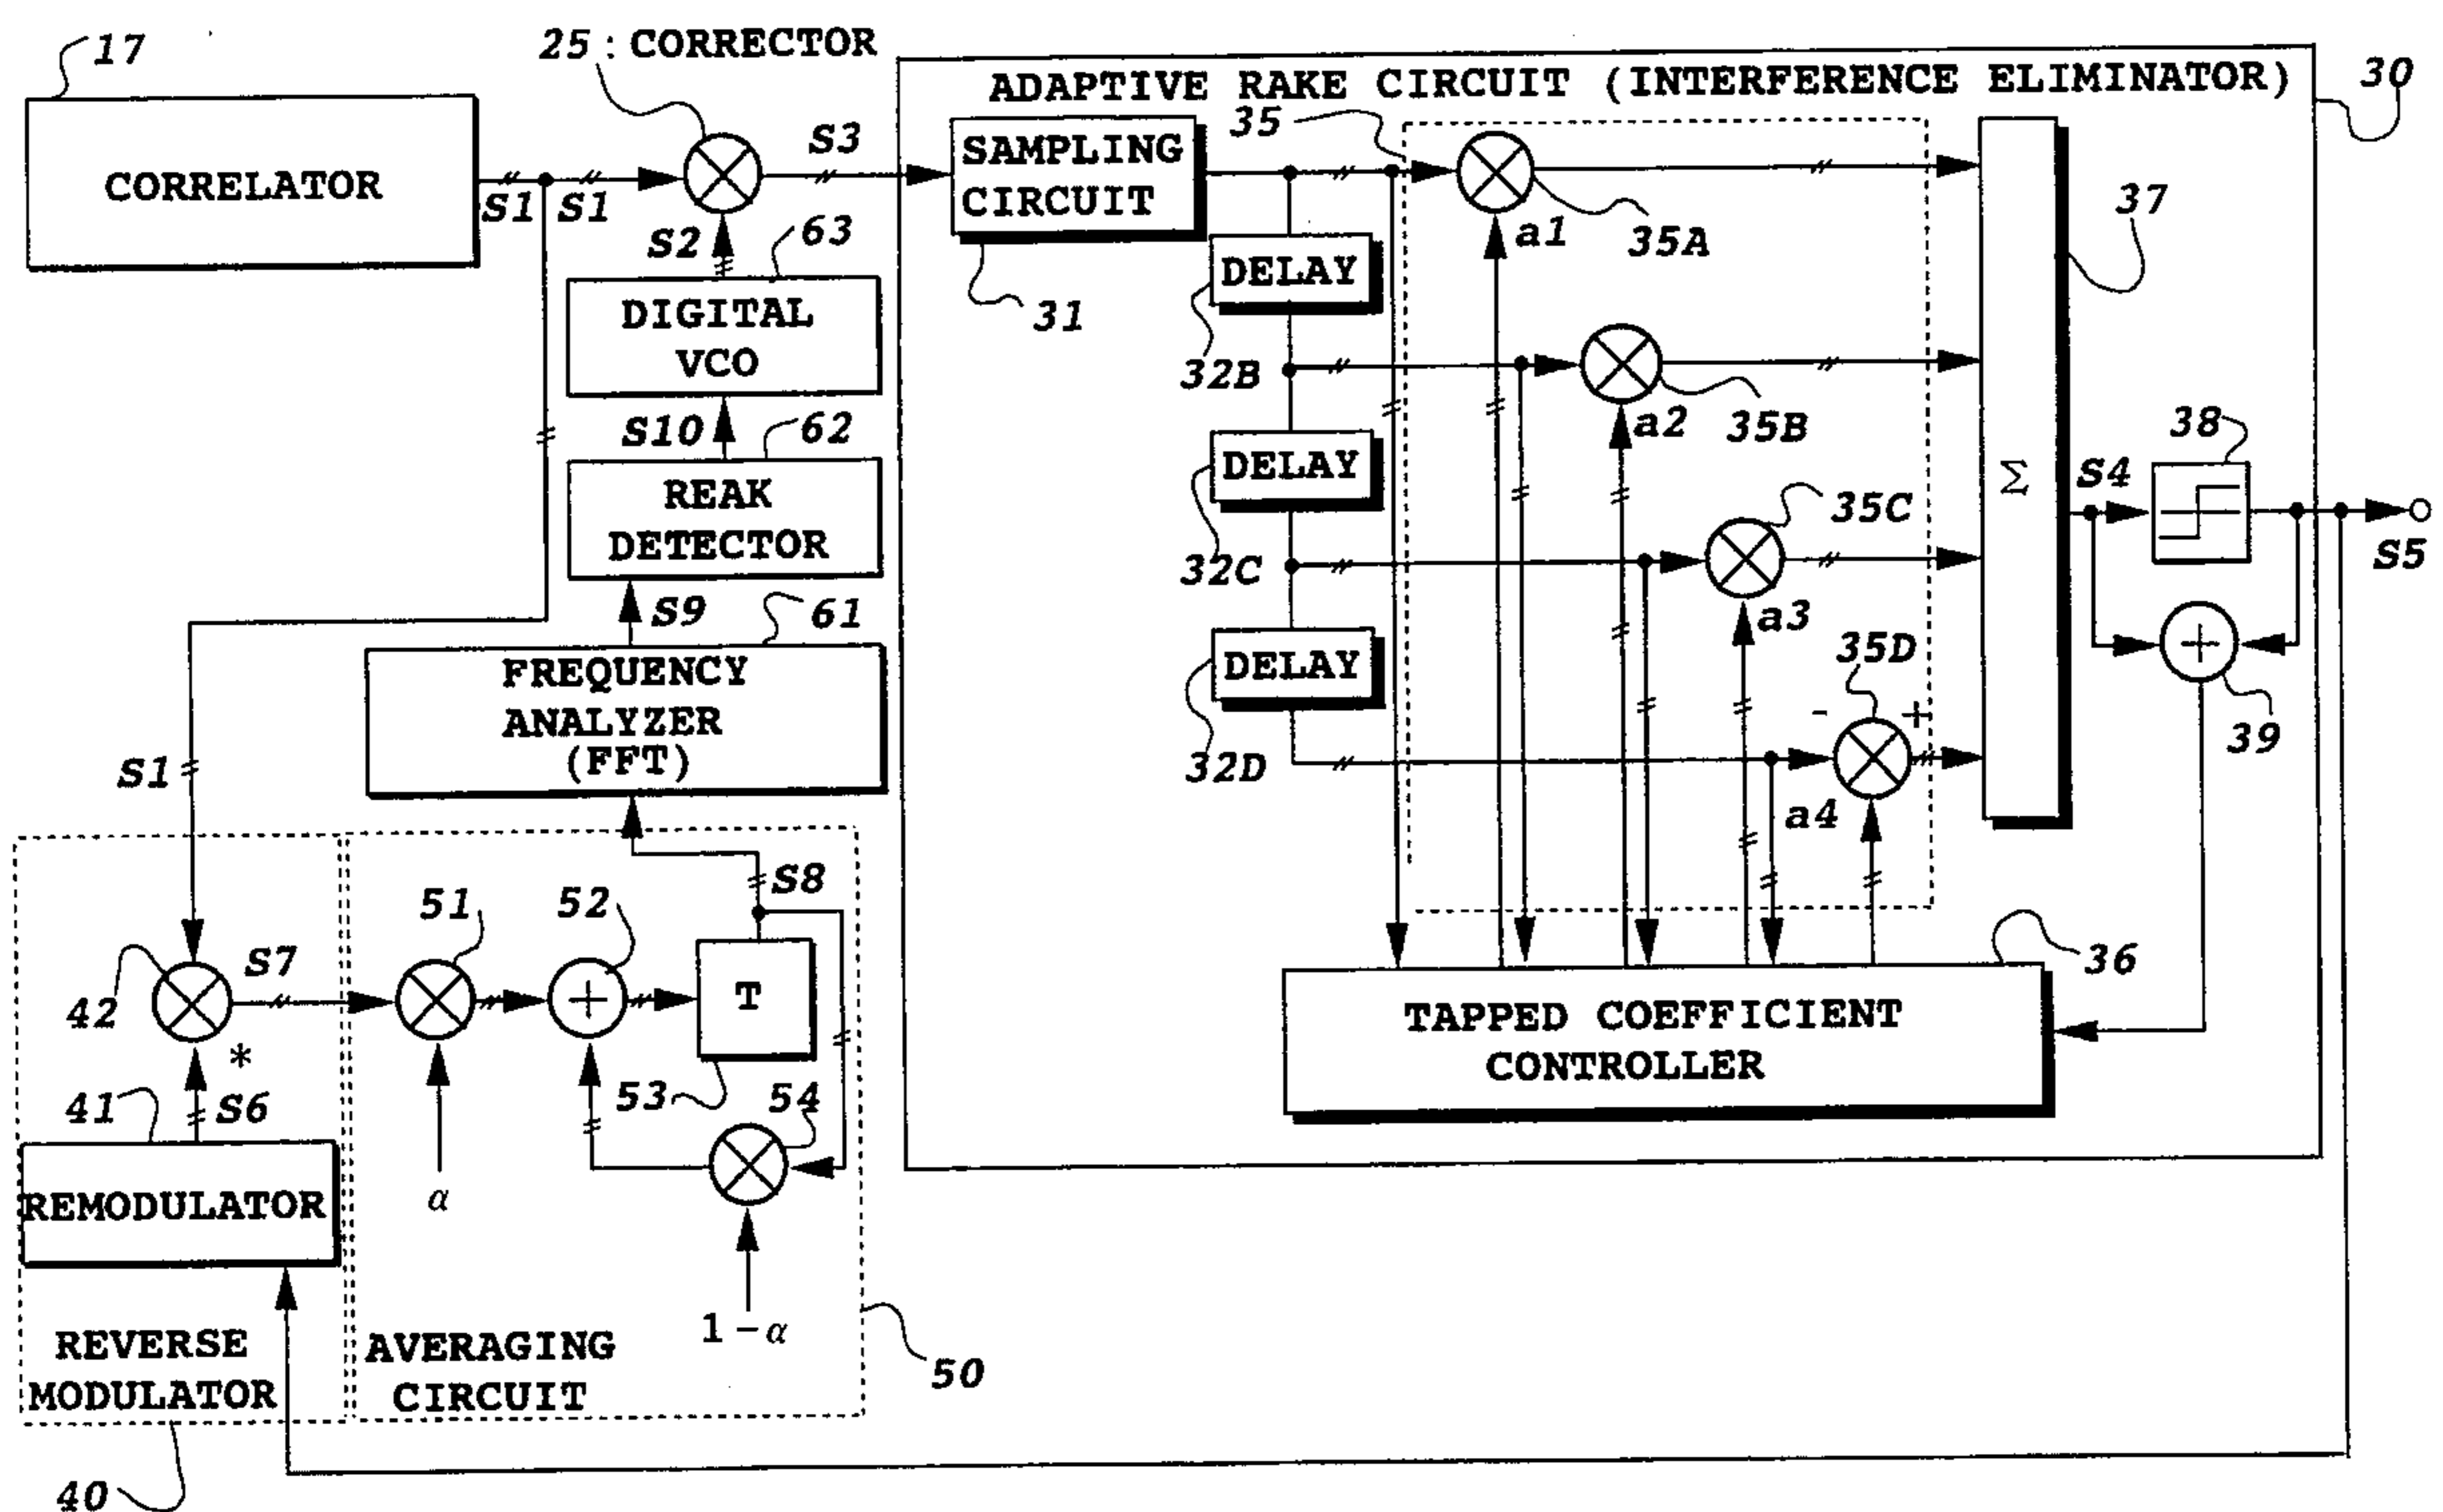 17
25 : CORRECTOR
ADAPTIVE RAKE CIRCUIT (INTERFERENCE ELIMINATOR)
30
CORRELATOR
S1
S1
S3
S2
63
DIGITAL
VCO
S10
62
REAK
DETECTOR
S9
61
FREQUENCY
ANALYZER
(FFT)
S1
S8
SAMPLING
CIRCUIT
31
35
DELAY
32B
DELAY
32C
DELAY
32D
a1
35A
a2
35B
35C
a3
35D
-
+
a4
Σ
37
S4
38
S5
+
39
36
TAPPED COEFFICIENT
CONTROLLER
42
S7
*
41
S6
REMODULATOR
REVERSE
MODULATOR
40
51
52
+
T
53
54
α
1-α
AVERAGING
CIRCUIT
50